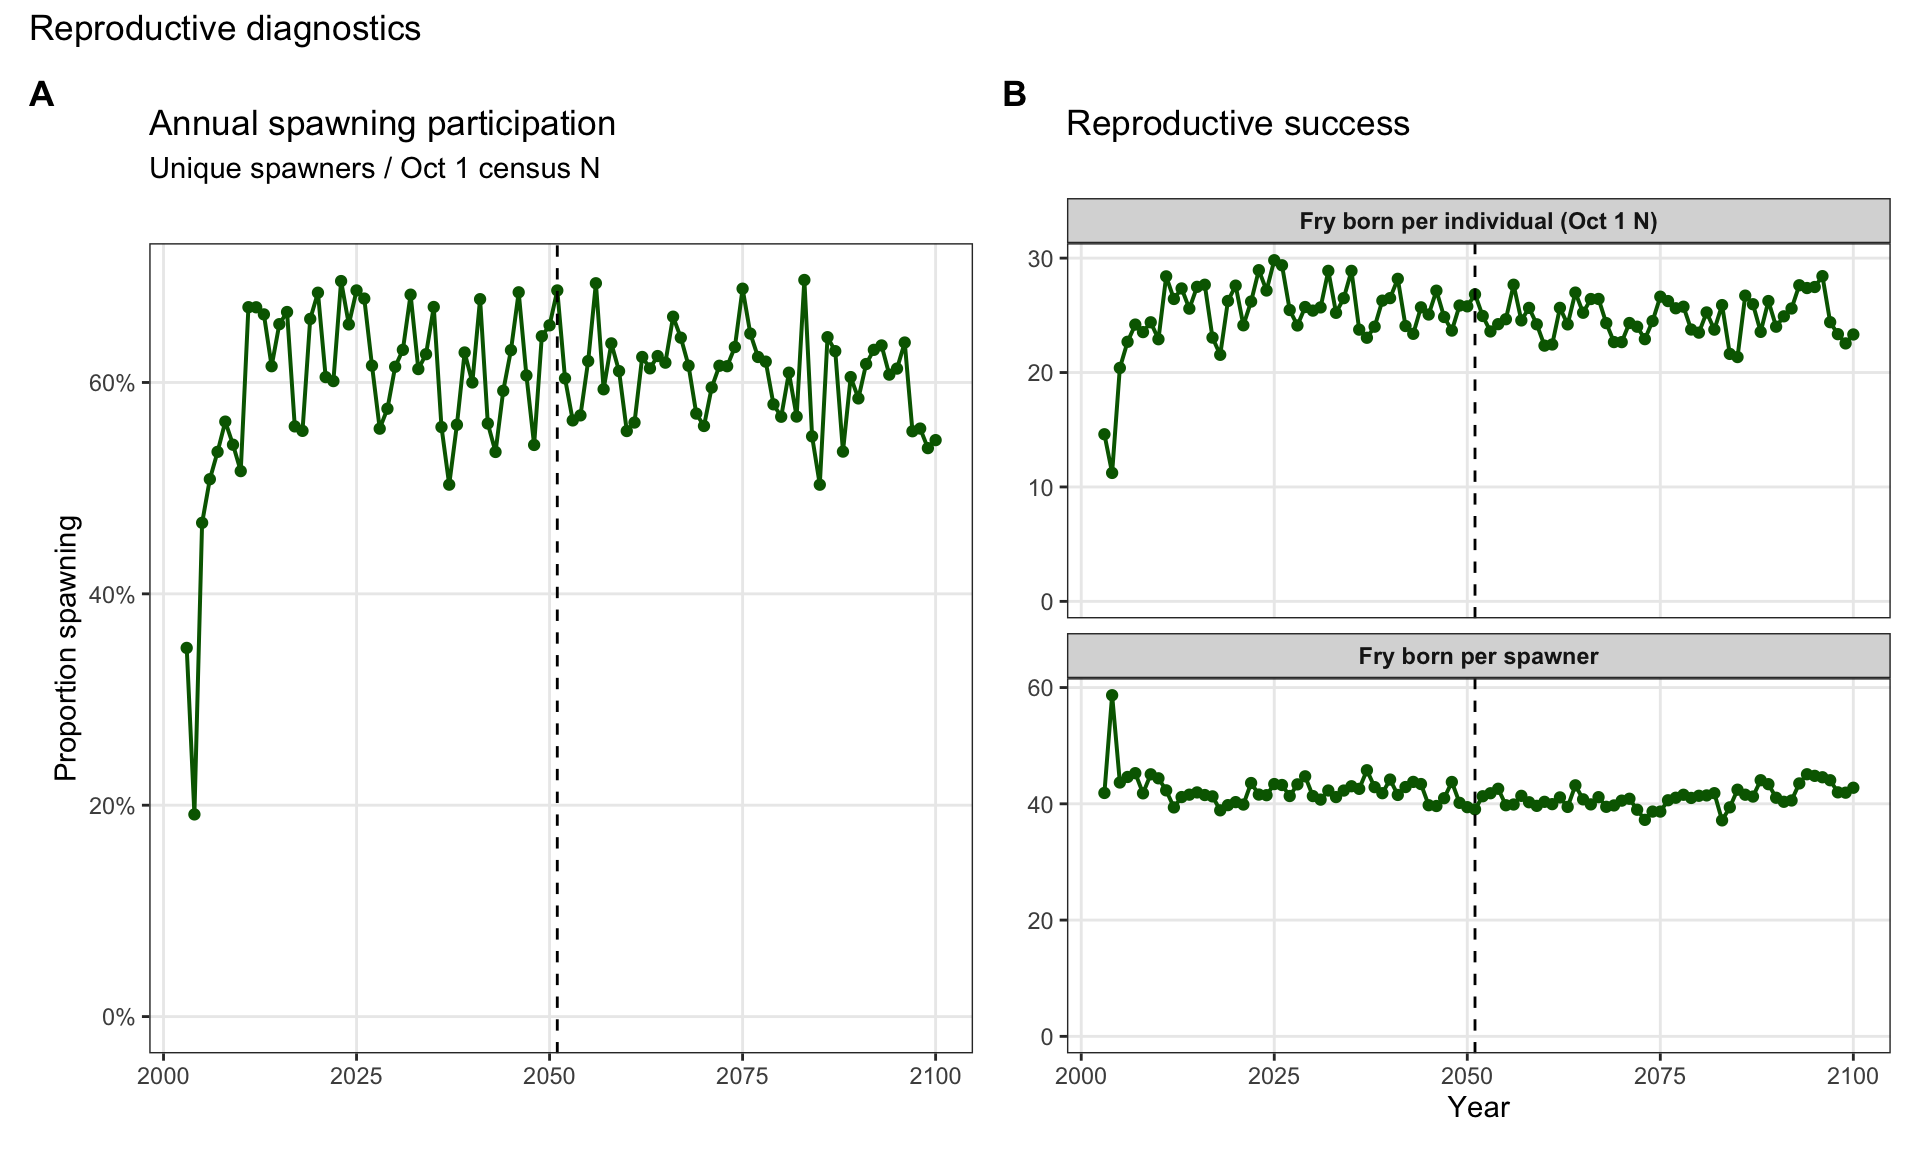 Reproductive diagnostics
A
Annual spawning participation
Unique spawners / Oct 1 census N
Proportion spawning
60%
40%
20%
0%
2000 2025 2050 2075 2100
B
Reproductive success
Fry born per individual (Oct 1 N)
30
20
10
0
Fry born per spawner
60
40
20
0
2000 2025 2050 2075 2100
Year